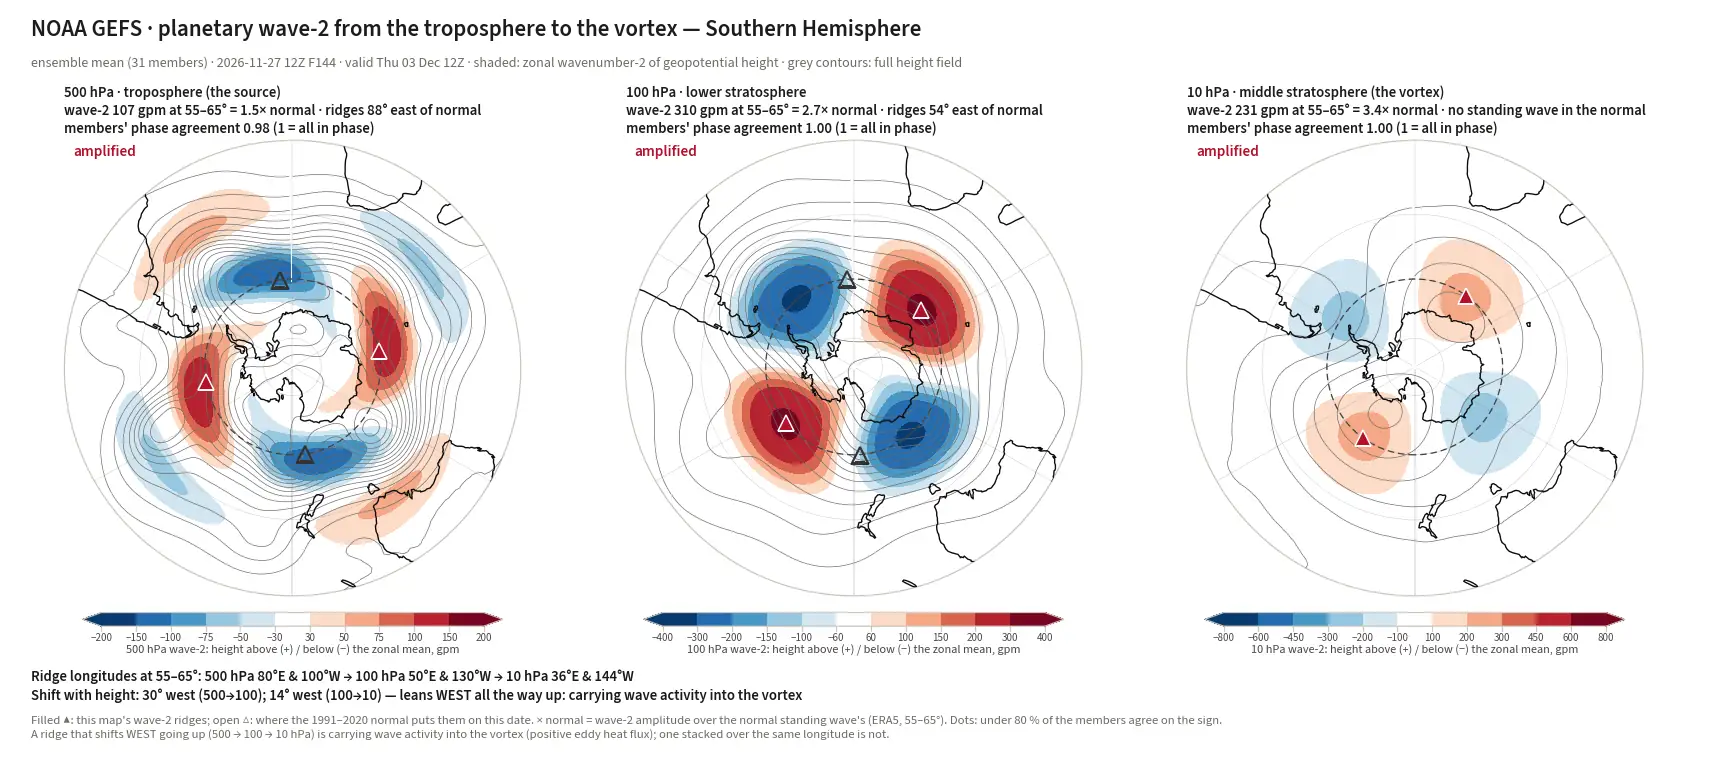 NOAA GEFS · planetary wave-2 from the troposphere to the vortex — Southern Hemisphere
ensemble mean (31 members) · 2026-11-27 12Z F144 · valid Thu 03 Dec 12Z · shaded: zonal wavenumber-2 of geopotential height · grey contours: full height field
500 hPa · troposphere (the source)
wave-2 107 gpm at 55–65° = 1.5× normal · ridges 88° east of normal
members' phase agreement 0.98 (1 = all in phase)
amplified
100 hPa · lower stratosphere
wave-2 310 gpm at 55–65° = 2.7× normal · ridges 54° east of normal
members' phase agreement 1.00 (1 = all in phase)
amplified
10 hPa · middle stratosphere (the vortex)
wave-2 231 gpm at 55–65° = 3.4× normal · no standing wave in the normal
members' phase agreement 1.00 (1 = all in phase)
amplified
−200 −150 −100 −75 −50 −30 30 50 75 100 150 200
500 hPa wave-2: height above (+) / below (−) the zonal mean, gpm
−400 −300 −200 −150 −100 −60 60 100 150 200 300 400
100 hPa wave-2: height above (+) / below (−) the zonal mean, gpm
−800 −600 −450 −300 −200 −100 100 200 300 450 600 800
10 hPa wave-2: height above (+) / below (−) the zonal mean, gpm
Ridge longitudes at 55–65°: 500 hPa 80°E & 100°W → 100 hPa 50°E & 130°W → 10 hPa 36°E & 144°W
Shift with height: 30° west (500→100); 14° west (100→10) — leans WEST all the way up: carrying wave activity into the vortex
Filled ▲: this map's wave-2 ridges; open △: where the 1991–2020 normal puts them on this date. × normal = wave-2 amplitude over the normal standing wave's (ERA5, 55–65°). Dots: under 80 % of the members agree on the sign.
A ridge that shifts WEST going up (500 → 100 → 10 hPa) is carrying wave activity into the vortex (positive eddy heat flux); one stacked over the same longitude is not.